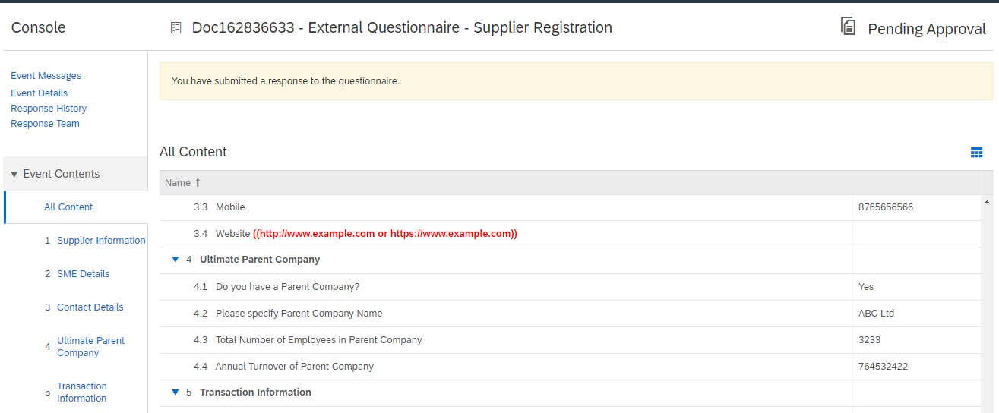 Console
Doc162836633 - External Questionnaire - Supplier Registration
Pending Approval
Event Messages
Event Details
Response History
Response Team
Event Contents
All Content
1 Supplier Information
2 SME Details
3 Contact Details
4 Ultimate Parent
Company
5 Transaction
Information
You have submitted a response to the questionnaire.
All Content
Name ↑
3.3 Mobile 8765656566
3.4 Website ((http://www.example.com or https://www.example.com))
4 Ultimate Parent Company
4.1 Do you have a Parent Company? Yes
4.2 Please specify Parent Company Name ABC Ltd
4.3 Total Number of Employees in Parent Company 3233
4.4 Annual Turnover of Parent Company 764532422
5 Transaction Information